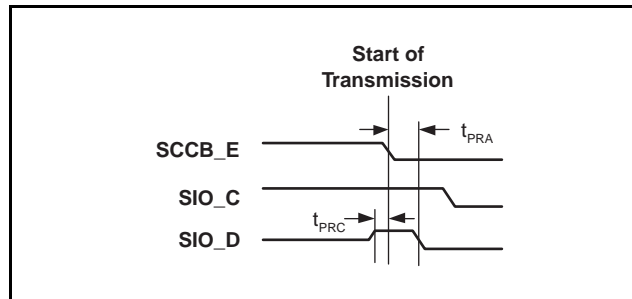 Start of
Transmission
tPRA
SCCB_E
SIO_C
tPRC
SIO_D